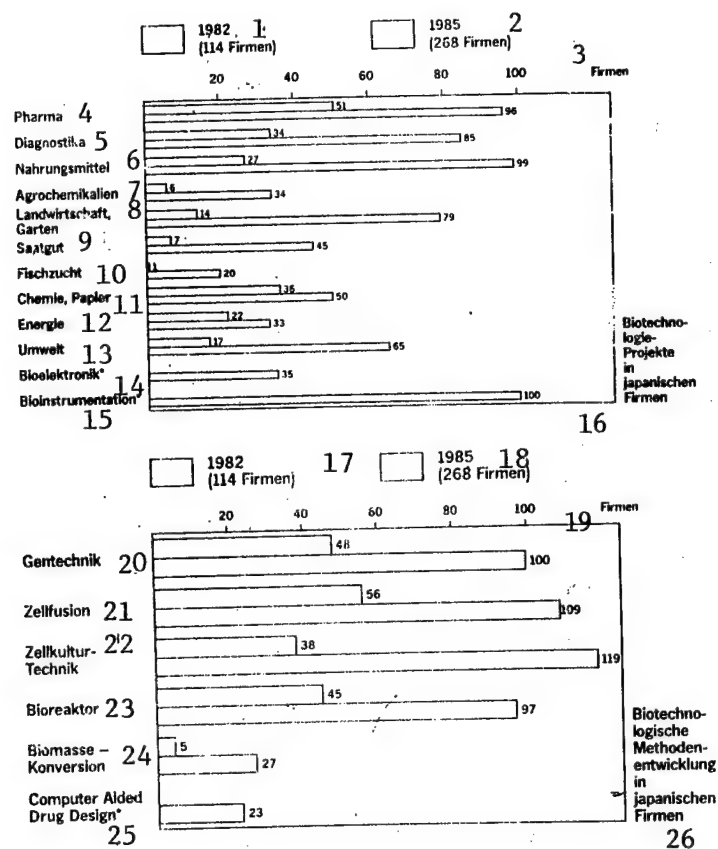 1982 1
(114 Firmen)
1985 2
(268 Firmen)
3
20 40 60 80 100 Firmen
Pharma 4
51
96
Diagnostika 5
34
85
Nahrungsmittel 6
27
99
Agrochemikalien 7
6
34
Landwirtschaft, 8
Garten
14
79
Saatgut 9
7
45
Fischzucht 10
1
20
Chemie, Papier 11
36
50
Energie 12
22
33
Umwelt 13
17
65
Bioelektronik* 14
35
Bioinstrumentation* 15
100
Biotechno-
logie-
Projekte
in
japanischen
Firmen
16
1982 17
(114 Firmen)
1985 18
(268 Firmen)
20 40 60 80 100 19 Firmen
Gentechnik 20
48
100
Zellfusion 21
56
109
Zellkultur- 22
Technik
38
119
Bioreaktor 23
45
97
Biomasse – 24
Konversion
5
27
Computer Aided
Drug Design*
25
23
Biotechno-
logische
Methoden-
entwicklung
in
japanischen
Firmen
26